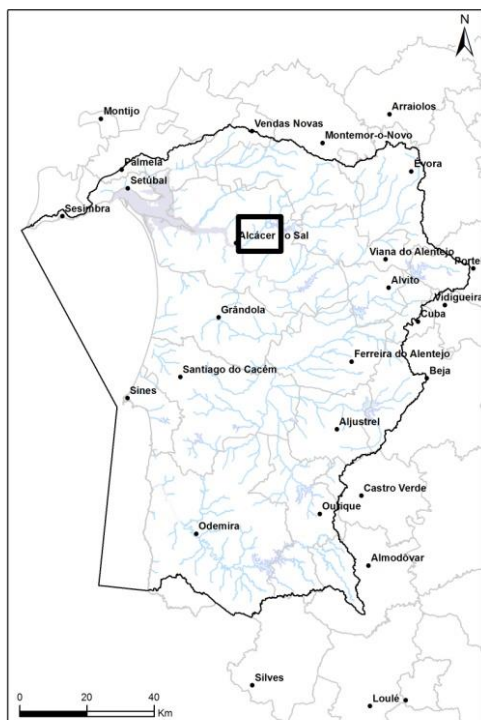 N
Montijo
Arraiolos
Vendas Novas
Montemor-o-Novo
Palmela
Évora
Setúbal
Sesimbra
Alcácer do Sal
Viana do Alentejo
Porte
Alvito
Vidigueira
Cuba
Grândola
Ferreira do Alentejo
Santiago do Cacém
Beja
Sines
Aljustrel
Castro Verde
Ourique
Odemira
Almodôvar
Silves
Loulé
0 20 40
Km